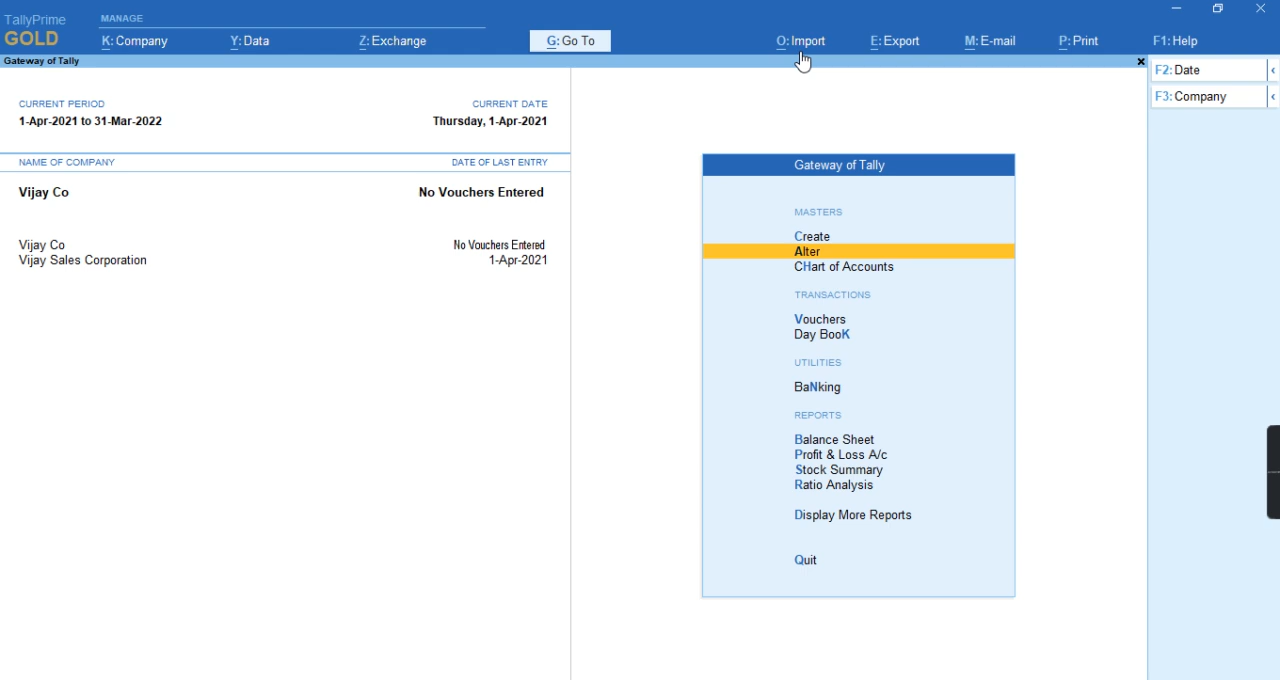 TallyPrime
GOLD
MANAGE
K: Company
Y: Data
Z: Exchange
G: Go To
O: Import
E: Export
M: E-mail
P: Print
F1: Help
Gateway of Tally
F2: Date
F3: Company
CURRENT PERIOD
CURRENT DATE
1-Apr-2021 to 31-Mar-2022
Thursday, 1-Apr-2021
NAME OF COMPANY
DATE OF LAST ENTRY
Vijay Co
No Vouchers Entered
Vijay Co
No Vouchers Entered
Vijay Sales Corporation
1-Apr-2021
Gateway of Tally
MASTERS
Create
Alter
CHart of Accounts
TRANSACTIONS
Vouchers
Day BooK
UTILITIES
BaNking
REPORTS
Balance Sheet
Profit & Loss A/c
Stock Summary
Ratio Analysis
Display More Reports
Quit